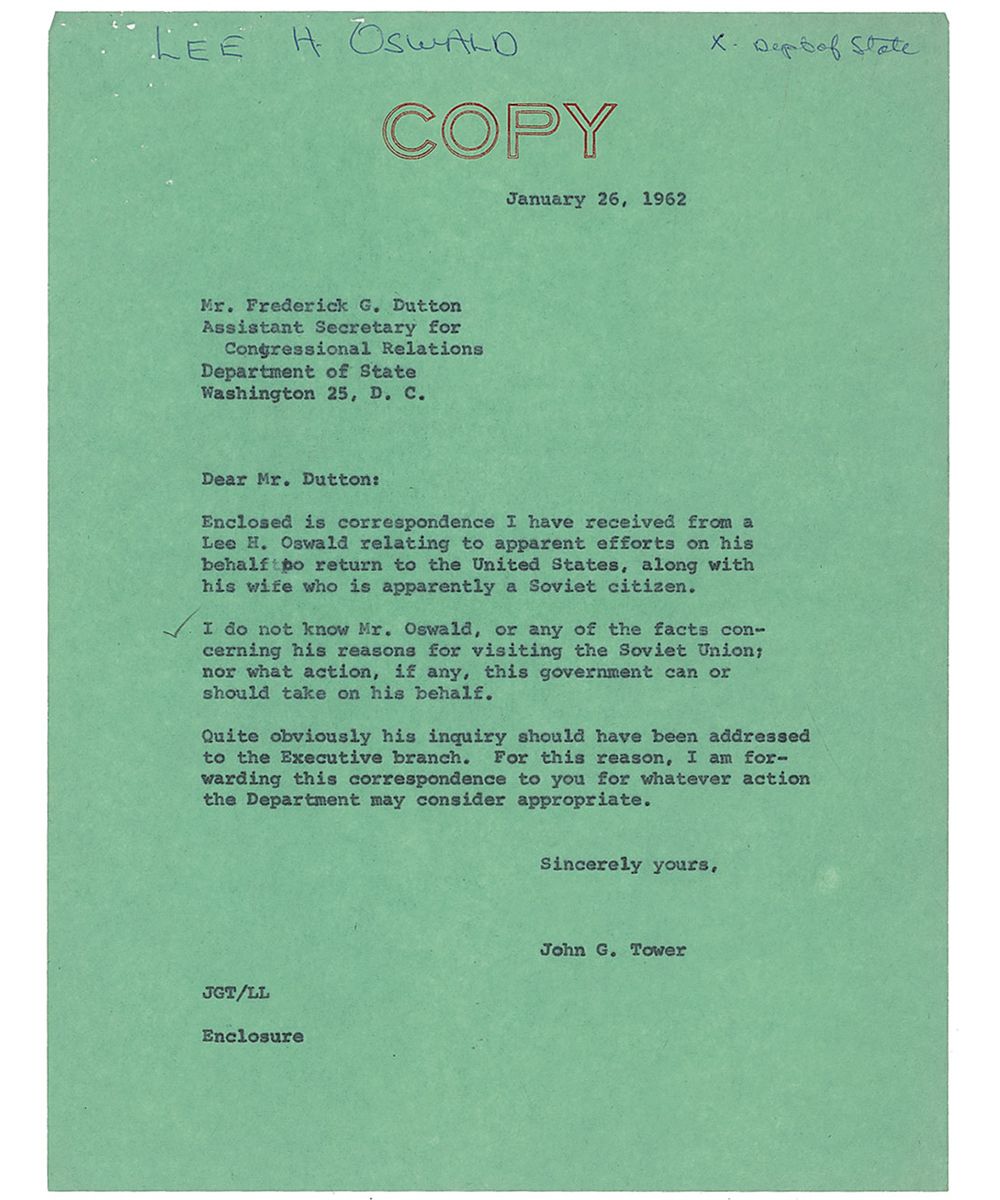 LEE H. OSWALD
X- Dept of State
COPY
January 26, 1962
Mr. Frederick G. Dutton
Assistant Secretary for
Congressional Relations
Department of State
Washington 25, D. C.
Dear Mr. Dutton:
Enclosed is correspondence I have received from a
Lee H. Oswald relating to apparent efforts on his
behalf to return to the United States, along with
his wife who is apparently a Soviet citizen.
I do not know Mr. Oswald, or any of the facts con-
cerning his reasons for visiting the Soviet Union;
nor what action, if any, this government can or
should take on his behalf.
Quite obviously his inquiry should have been addressed
to the Executive branch. For this reason, I am for-
warding this correspondence to you for whatever action
the Department may consider appropriate.
Sincerely yours,
John G. Tower
JGT/LL
Enclosure